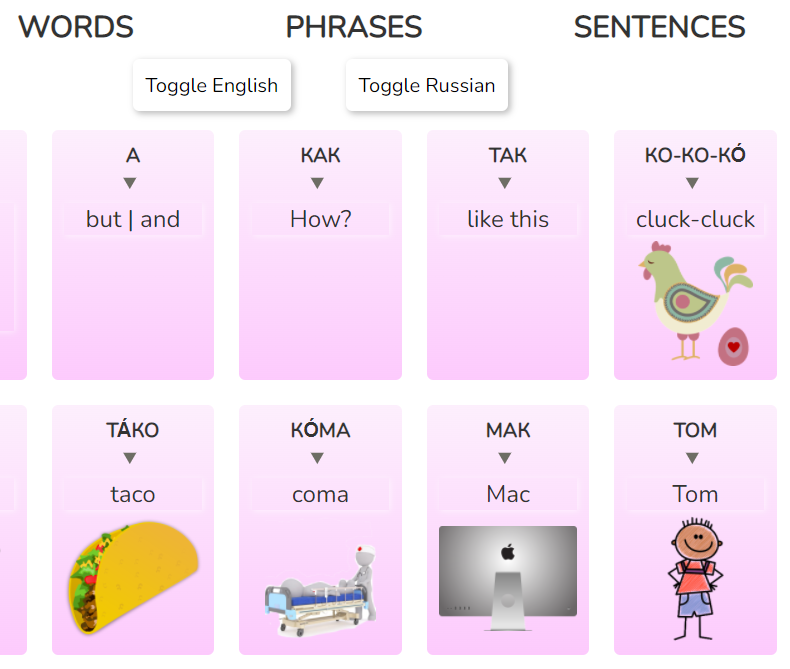 WORDS PHRASES SENTENCES
Toggle English Toggle Russian
А КАК ТАК КО-КО-КО́
but | and How? like this cluck-cluck
ТА́КО КО́МА МАК ТОМ
taco coma Mac Tom